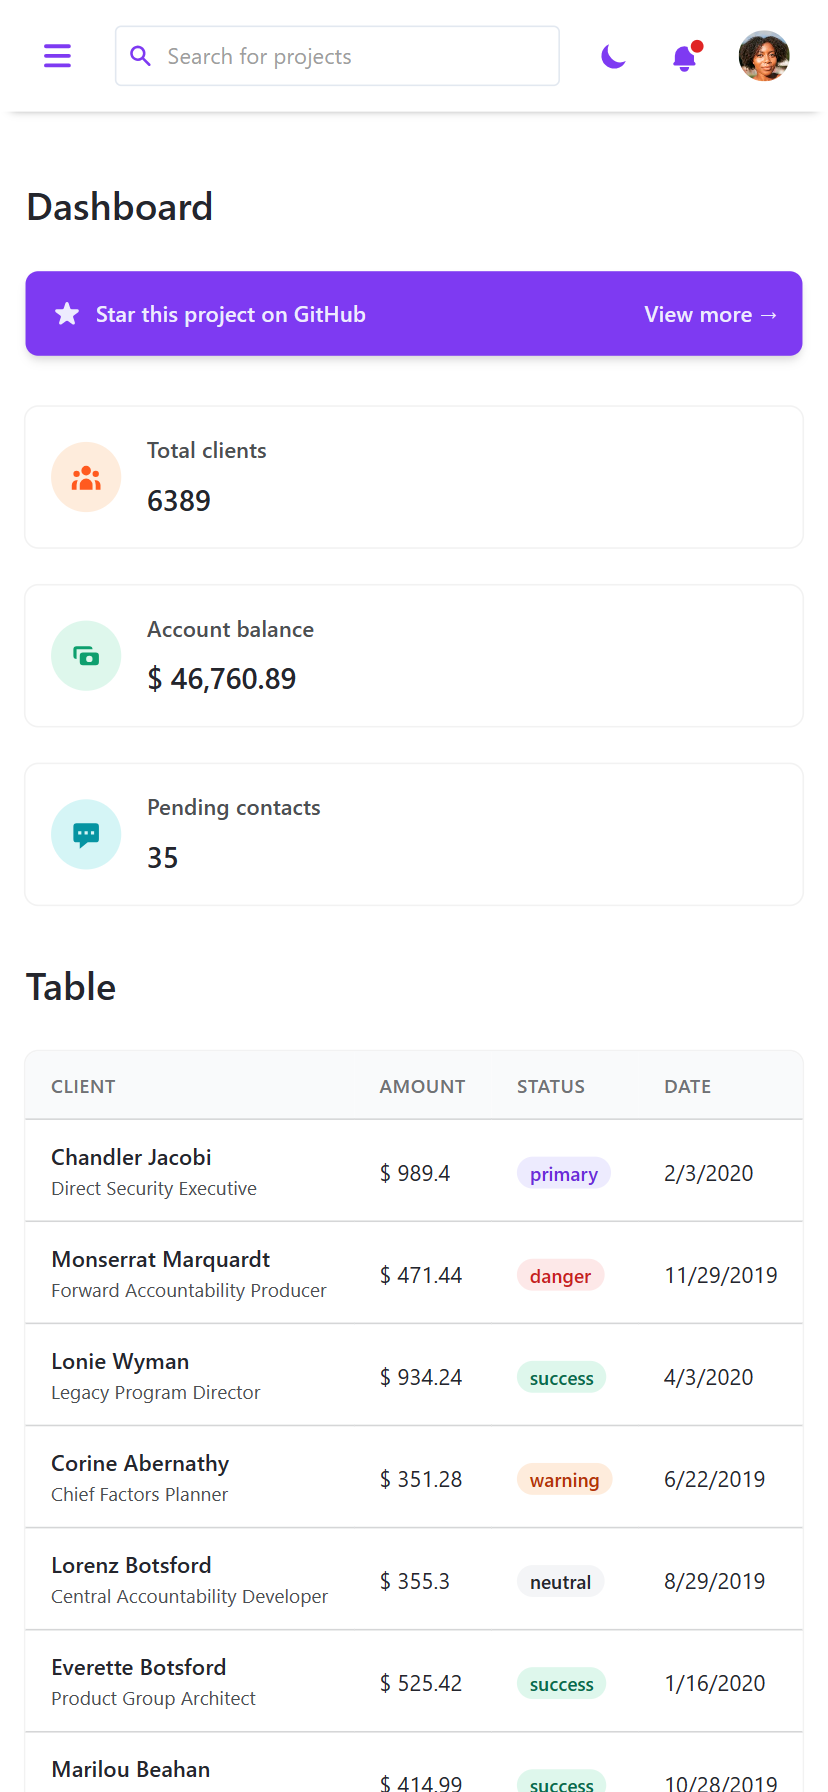 Search for projects
Dashboard
Star this project on GitHub View more →
Total clients
6389
Account balance
$ 46,760.89
Pending contacts
35
Table
CLIENT AMOUNT STATUS DATE
Chandler Jacobi
Direct Security Executive
$ 989.4 primary 2/3/2020
Monserrat Marquardt
Forward Accountability Producer
$ 471.44 danger 11/29/2019
Lonie Wyman
Legacy Program Director
$ 934.24 success 4/3/2020
Corine Abernathy
Chief Factors Planner
$ 351.28 warning 6/22/2019
Lorenz Botsford
Central Accountability Developer
$ 355.3 neutral 8/29/2019
Everette Botsford
Product Group Architect
$ 525.42 success 1/16/2020
Marilou Beahan
$ 414.99 success 10/28/2019